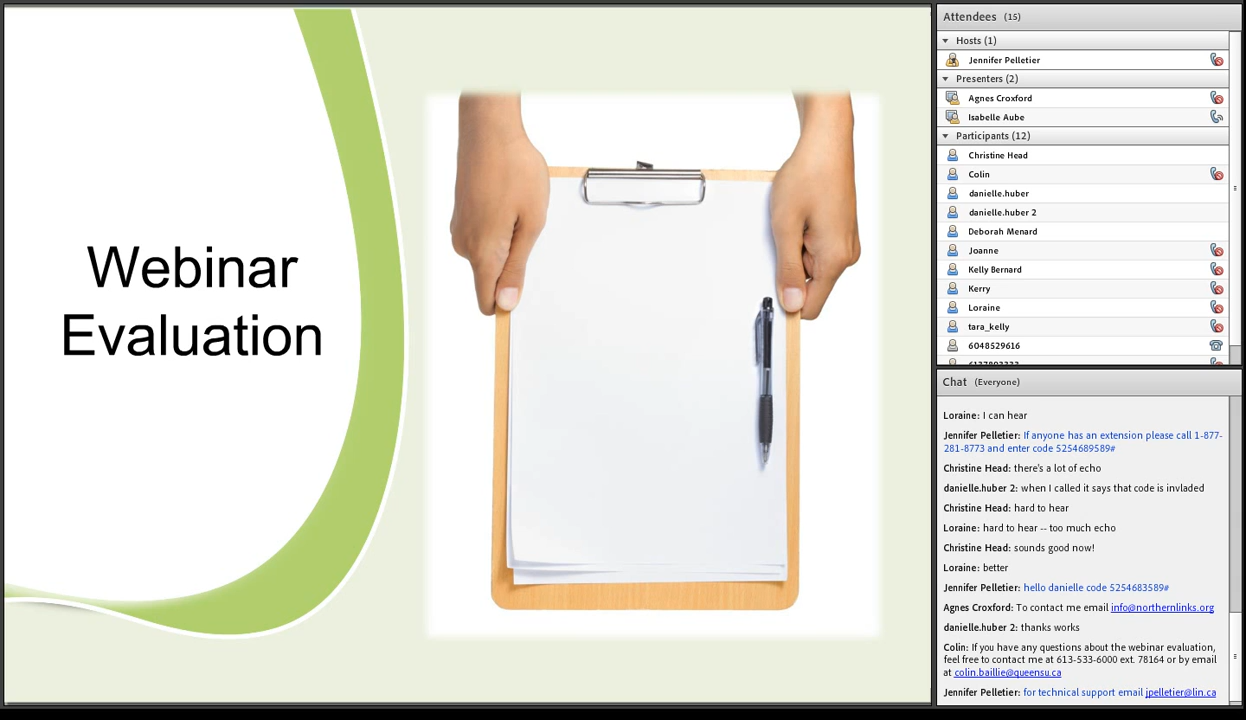 Webinar
Evaluation
Attendees (15)
Hosts (1)
Jennifer Pelletier
Presenters (2)
Agnes Croxford
Isabelle Aube
Participants (12)
Christine Head
Colin
danielle.huber
danielle.huber 2
Deborah Menard
Joanne
Kelly Bernard
Kerry
Loraine
tara_kelly
6048529616
Chat (Everyone)
Loraine: I can hear
Jennifer Pelletier: If anyone has an extension please call 1-877-
281-8773 and enter code 5254689589#
Christine Head: there's a lot of echo
danielle.huber 2: when I called it says that code is invladed
Christine Head: hard to hear
Loraine: hard to hear -- too much echo
Christine Head: sounds good now!
Loraine: better
Jennifer Pelletier: hello danielle code 5254683589#
Agnes Croxford: To contact me email info@northernlinks.org
danielle.huber 2: thanks works
Colin: If you have any questions about the webinar evaluation,
feel free to contact me at 613-533-6000 ext. 78164 or by email
at colin.baillie@queensu.ca
Jennifer Pelletier: for technical support email jpelletier@lin.ca